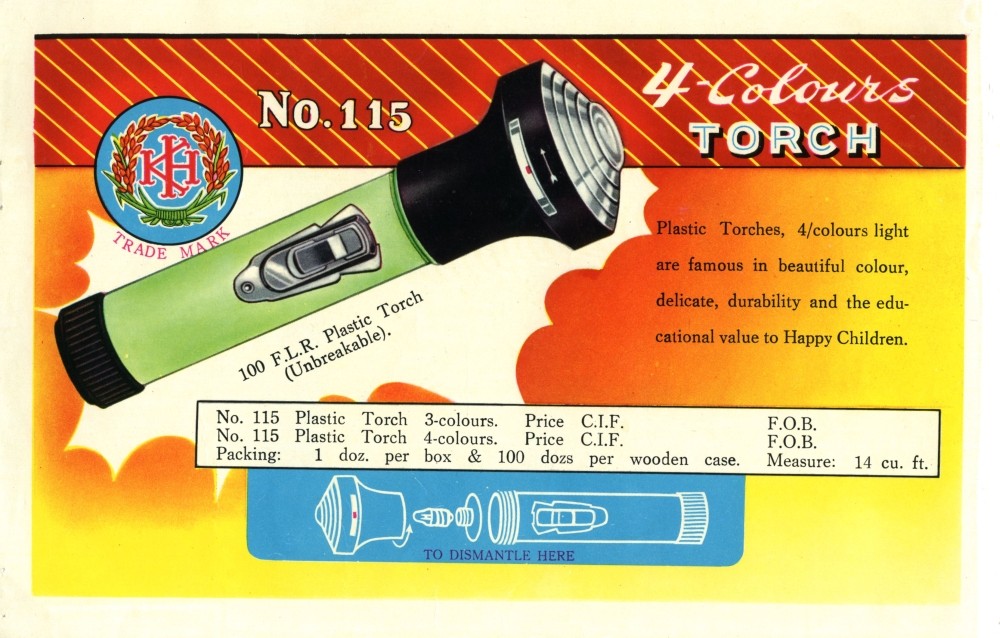 No. 115
4-Colours
TORCH
KHK
TRADE MARK
100 F.L.R. Plastic Torch
(Unbreakable).
Plastic Torches, 4/colours light
are famous in beautiful colour,
delicate, durability and the edu-
cational value to Happy Children.
No. 115 Plastic Torch 3-colours. Price C.I.F. F.O.B.
No. 115 Plastic Torch 4-colours. Price C.I.F. F.O.B.
Packing: 1 doz. per box & 100 dozs per wooden case. Measure: 14 cu. ft.
TO DISMANTLE HERE